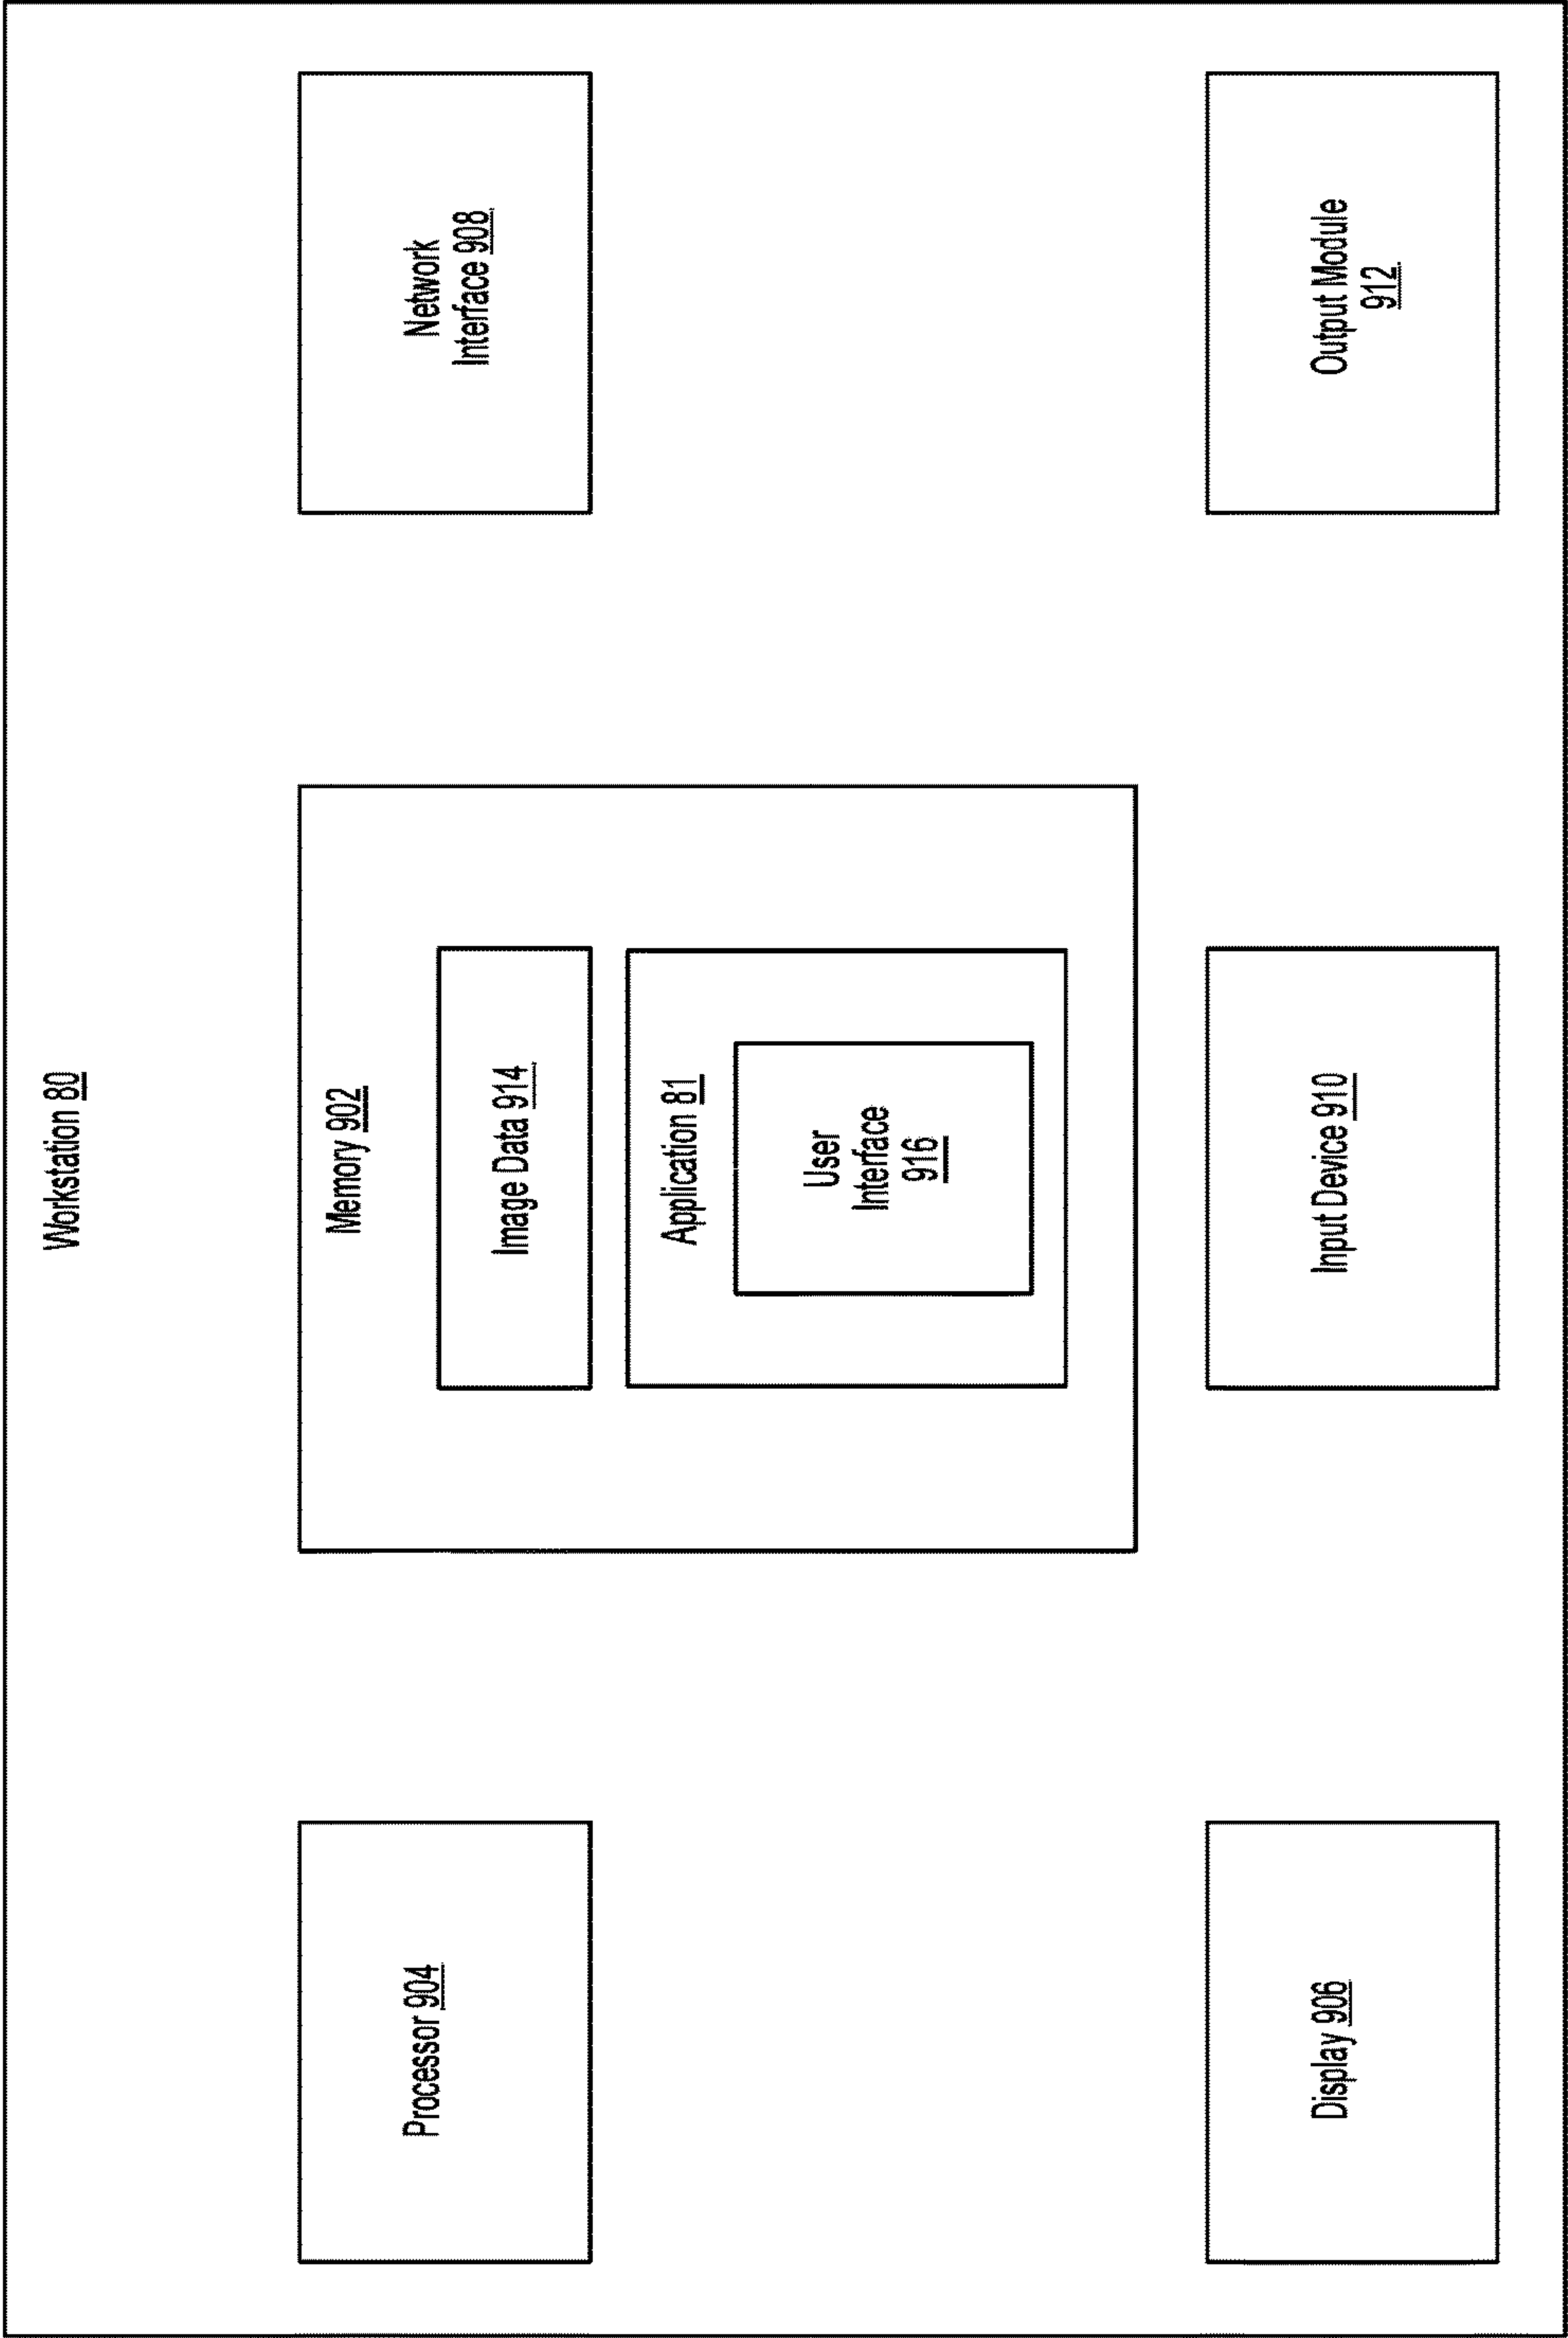 Workstation 80
Processor 904
Memory 902
Image Data 914
Application 81
User
Interface
916
Network
Interface 908
Display 906
Input Device 910
Output Module
912